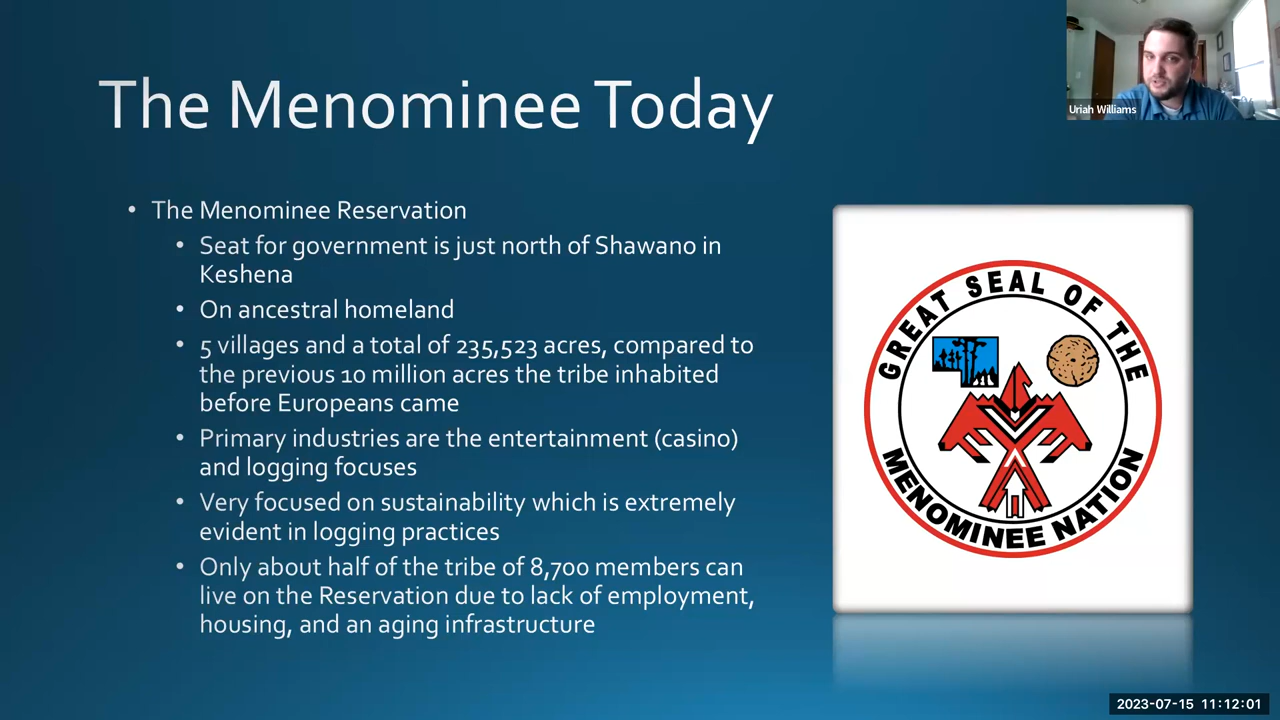 The Menominee Today
Uriah Williams
• The Menominee Reservation
• Seat for government is just north of Shawano in
Keshena
• On ancestral homeland
• 5 villages and a total of 235,523 acres, compared to
the previous 10 million acres the tribe inhabited
before Europeans came
• Primary industries are the entertainment (casino)
and logging focuses
• Very focused on sustainability which is extremely
evident in logging practices
• Only about half of the tribe of 8,700 members can
live on the Reservation due to lack of employment,
housing, and an aging infrastructure
GREAT SEAL OF THE
MENOMINEE NATION
2023-07-15 11:12:01